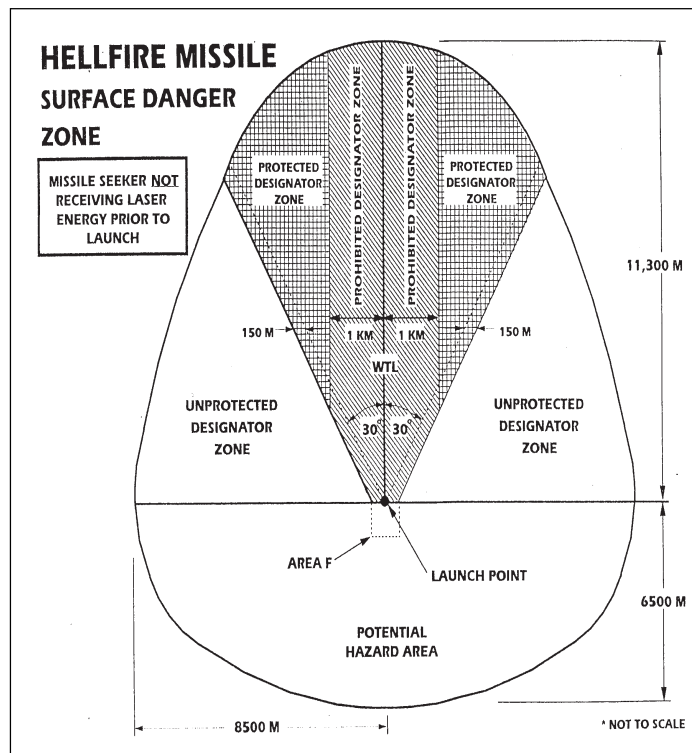 HELLFIRE MISSILE
SURFACE DANGER
ZONE
MISSILE SEEKER NOT
RECEIVING LASER
ENERGY PRIOR TO
LAUNCH
PROTECTED
DESIGNATOR
ZONE
PROHIBITED DESIGNATOR ZONE
PROHIBITED DESIGNATOR ZONE
PROTECTED
DESIGNATOR
ZONE
11,300 M
150 M
1 KM
1 KM
150 M
WTL
UNPROTECTED
DESIGNATOR
ZONE
30°
30°
UNPROTECTED
DESIGNATOR
ZONE
AREA F
LAUNCH POINT
6500 M
POTENTIAL
HAZARD AREA
8500 M
* NOT TO SCALE